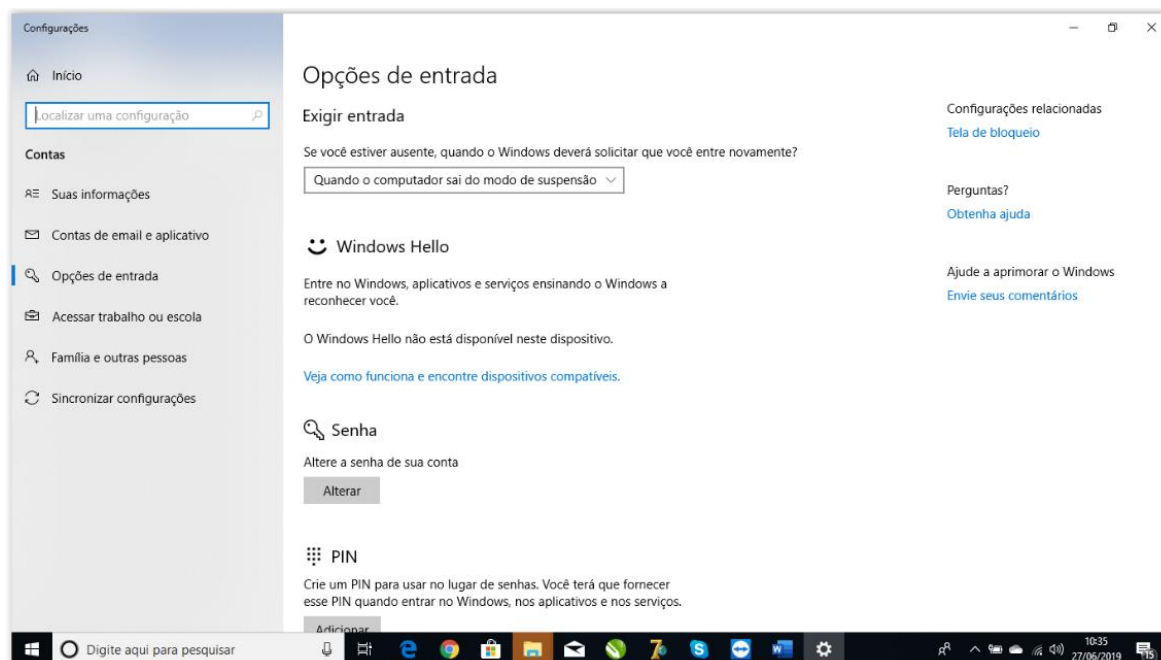 Configurações
Início
Localizar uma configuração
Contas
Suas informações
Contas de email e aplicativo
Opções de entrada
Acessar trabalho ou escola
Família e outras pessoas
Sincronizar configurações
Opções de entrada
Exigir entrada
Se você estiver ausente, quando o Windows deverá solicitar que você entre novamente?
Quando o computador sai do modo de suspensão
Windows Hello
Entre no Windows, aplicativos e serviços ensinando o Windows a
reconhecer você.
O Windows Hello não está disponível neste dispositivo.
Veja como funciona e encontre dispositivos compatíveis.
Senha
Altere a senha de sua conta
Alterar
PIN
Crie um PIN para usar no lugar de senhas. Você terá que fornecer
esse PIN quando entrar no Windows, nos aplicativos e nos serviços.
Adicionar
Configurações relacionadas
Tela de bloqueio
Perguntas?
Obtenha ajuda
Ajude a aprimorar o Windows
Envie seus comentários
Digite aqui para pesquisar
10:35
27/06/2019
15